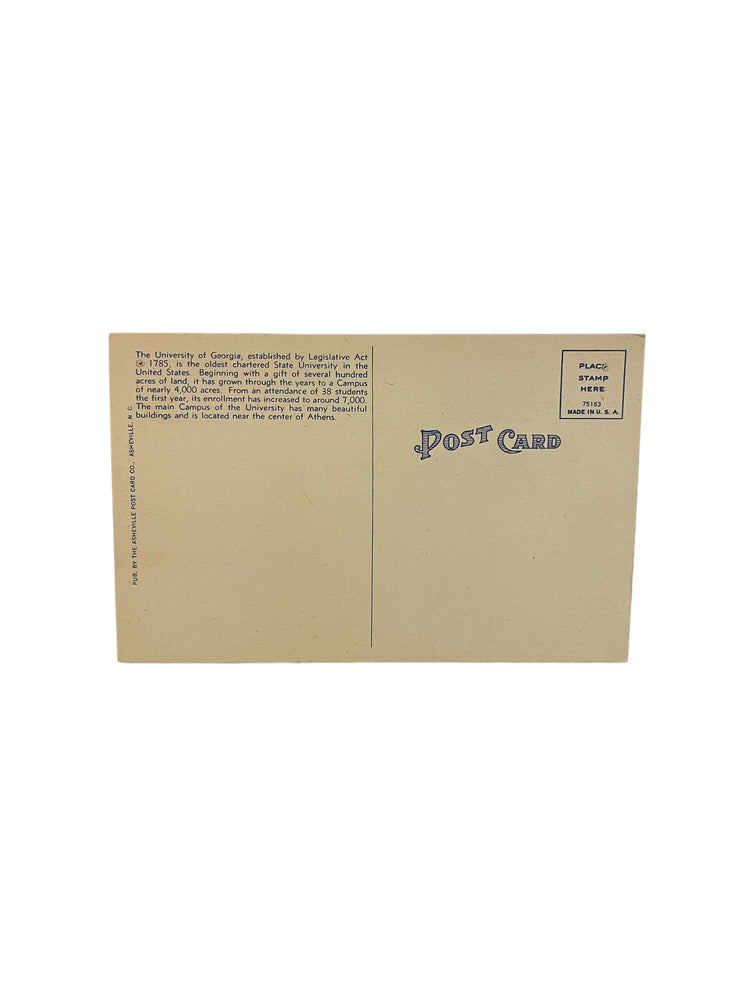 The University of Georgia, established by Legislative Act
1785, is the oldest chartered State University in the
United States. Beginning with a gift of several hundred
acres of land, it has grown through the years to a Campus
of nearly 4,000 acres. From an attendance of 38 students
the first year, its enrollment has increased to around 7,000.
The main Campus of the University has many beautiful
buildings and is located near the center of Athens.
PUB. BY THE ASHEVILLE POST CARD CO., ASHEVILLE, N. C.
POST CARD
PLACE
STAMP
HERE
75163
MADE IN U. S. A.